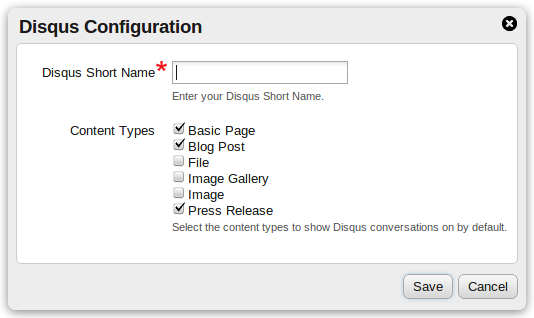 Disqus Configuration
Disqus Short Name*
Enter your Disqus Short Name.
Content Types
Basic Page
Blog Post
File
Image Gallery
Image
Press Release
Select the content types to show Disqus conversations on by default.
Save Cancel